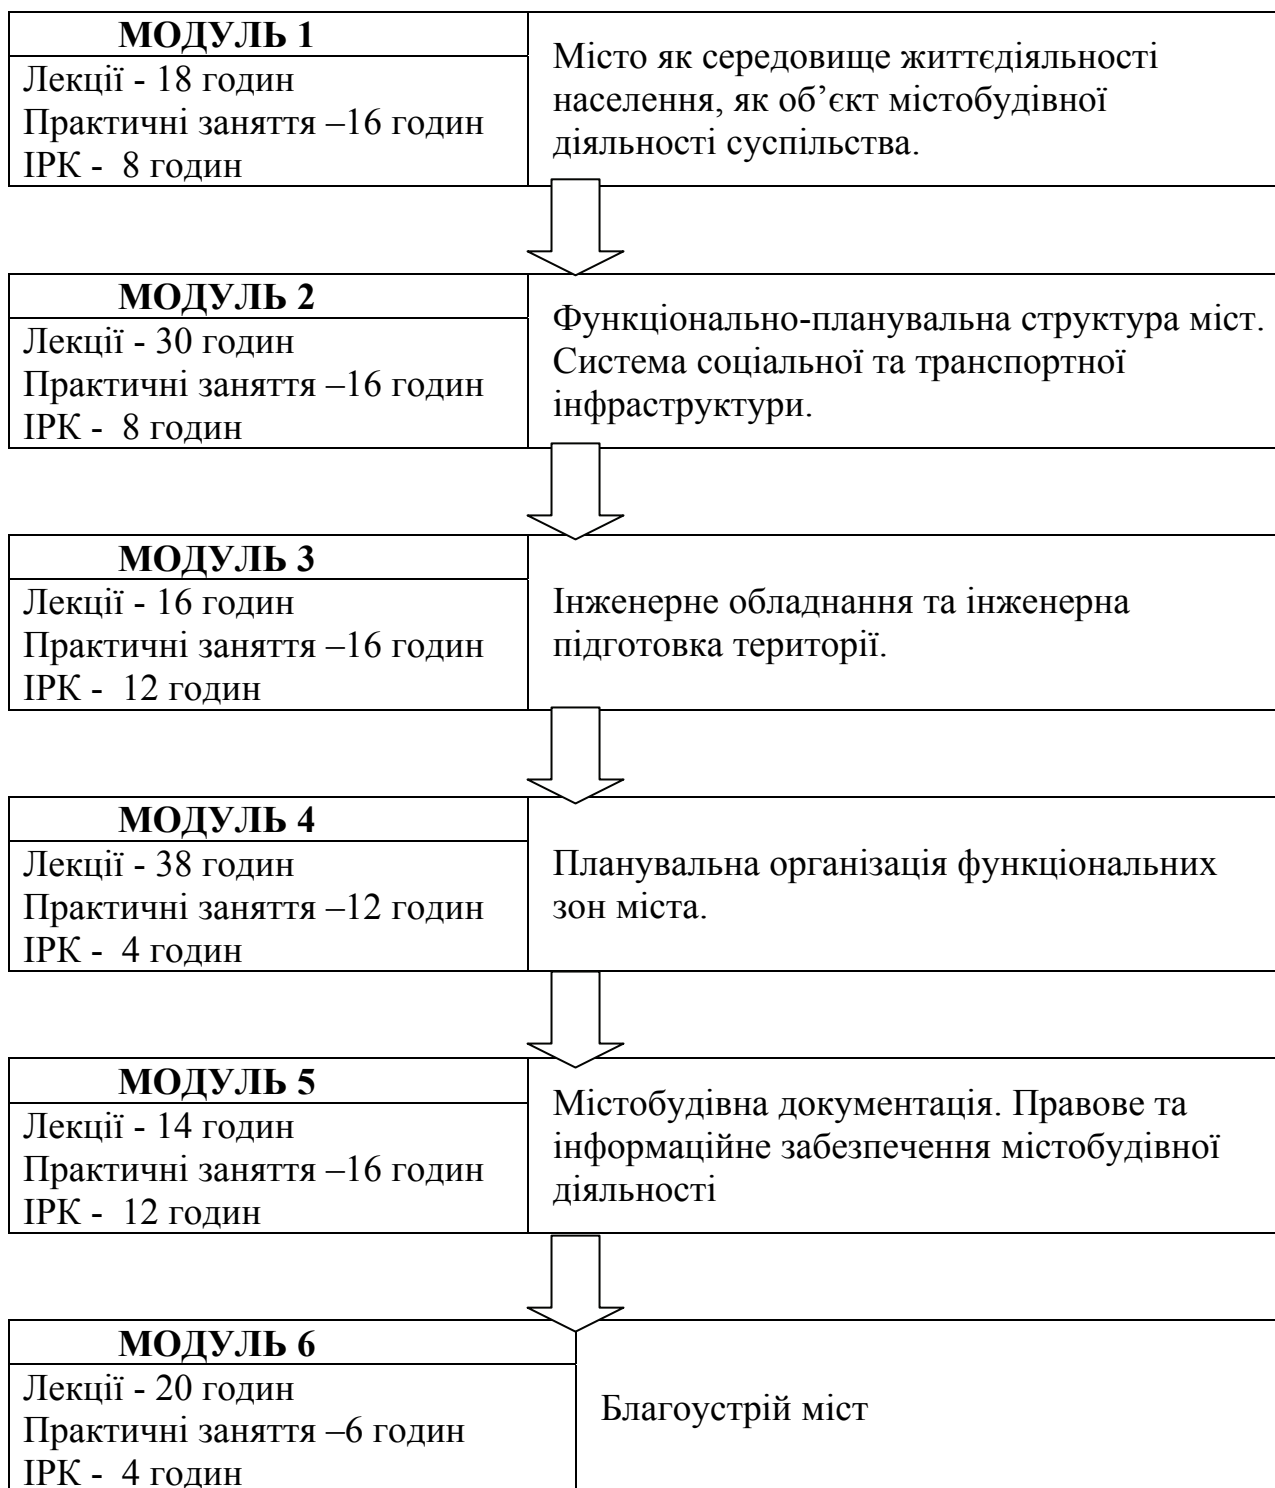 МОДУЛЬ 1
Лекції - 18 годин
Практичні заняття –16 годин
ІРК - 8 годин
Місто як середовище життєдіяльності
населення, як об’єкт містобудівної
діяльності суспільства.
МОДУЛЬ 2
Лекції - 30 годин
Практичні заняття –16 годин
ІРК - 8 годин
Функціонально-планувальна структура міст.
Система соціальної та транспортної
інфраструктури.
МОДУЛЬ 3
Лекції - 16 годин
Практичні заняття –16 годин
ІРК - 12 годин
Інженерне обладнання та інженерна
підготовка території.
МОДУЛЬ 4
Лекції - 38 годин
Практичні заняття –12 годин
ІРК - 4 годин
Планувальна організація функціональних
зон міста.
МОДУЛЬ 5
Лекції - 14 годин
Практичні заняття –16 годин
ІРК - 12 годин
Містобудівна документація. Правове та
інформаційне забезпечення містобудівної
діяльності
МОДУЛЬ 6
Лекції - 20 годин
Практичні заняття –6 годин
ІРК - 4 годин
Благоустрій міст